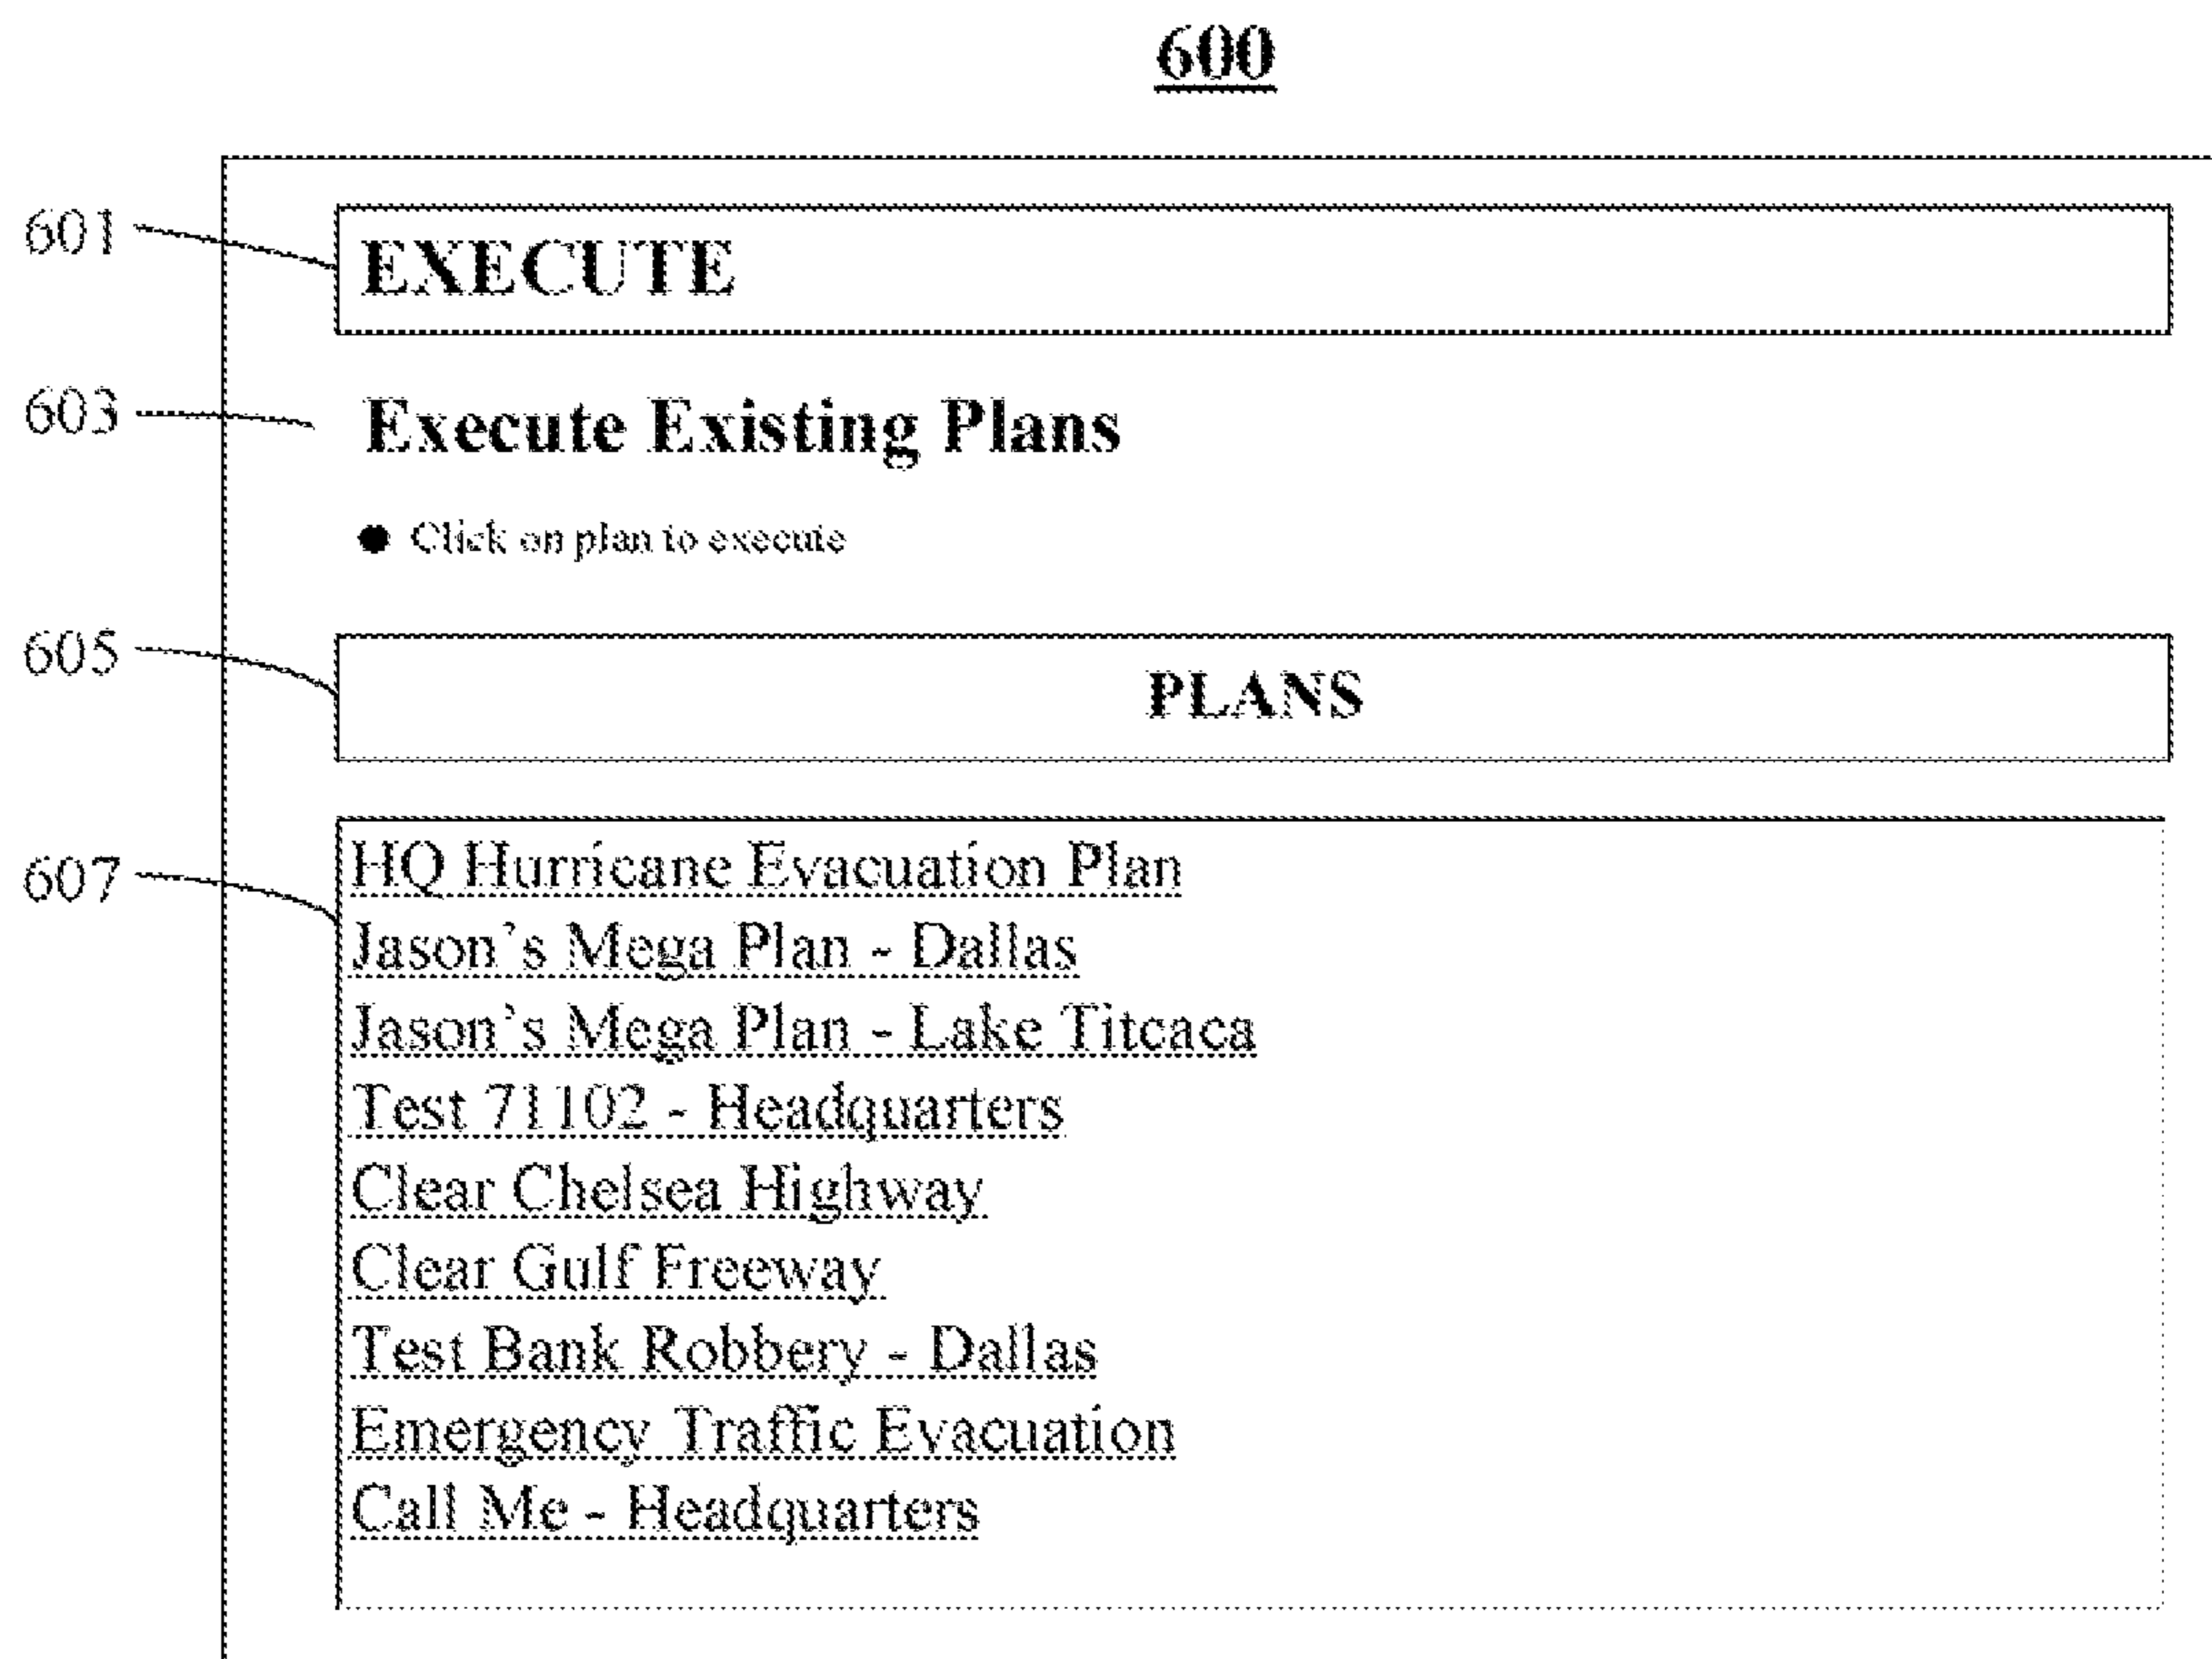 600
601
EXECUTE
603
Execute Existing Plans
● Click on plan to execute
605
PLANS
607
HQ Hurricane Evacuation Plan
Jason's Mega Plan - Dallas
Jason's Mega Plan - Lake Titcaca
Test 71102 - Headquarters
Clear Chelsea Highway
Clear Gulf Freeway
Test Bank Robbery - Dallas
Emergency Traffic Evacuation
Call Me - Headquarters